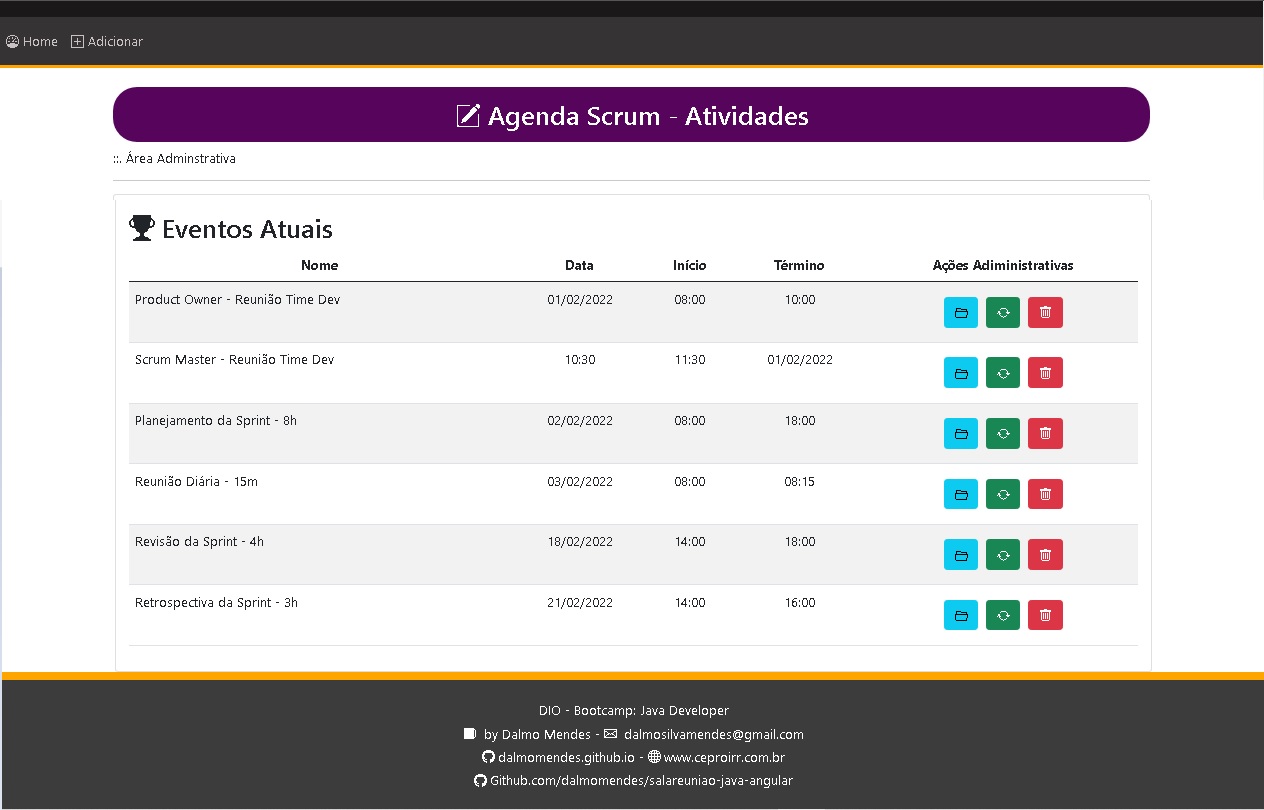 Home Adicionar
Agenda Scrum - Atividades
::. Área Adminstrativa
Eventos Atuais
Nome Data Início Término Ações Adiministrativas
Product Owner - Reunião Time Dev 01/02/2022 08:00 10:00
Scrum Master - Reunião Time Dev 10:30 11:30 01/02/2022
Planejamento da Sprint - 8h 02/02/2022 08:00 18:00
Reunião Diária - 15m 03/02/2022 08:00 08:15
Revisão da Sprint - 4h 18/02/2022 14:00 18:00
Retrospectiva da Sprint - 3h 21/02/2022 14:00 16:00
DIO - Bootcamp: Java Developer
by Dalmo Mendes - dalmosilvamendes@gmail.com
dalmomendes.github.io - www.ceproirr.com.br
Github.com/dalmomendes/salareuniao-java-angular